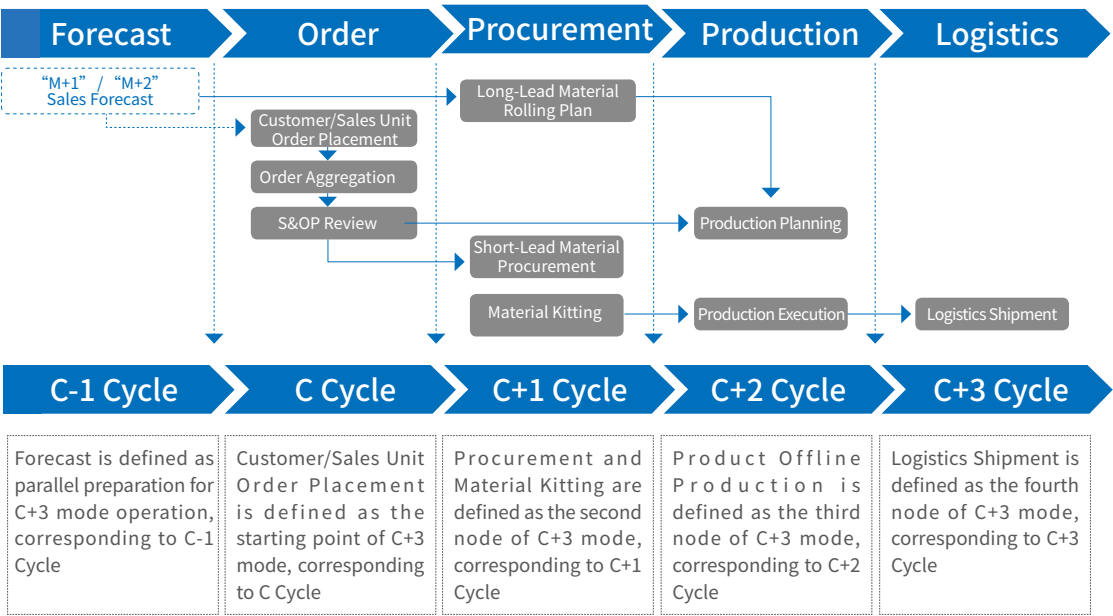 Forecast
Order
Procurement
Production
Logistics
“M+1” / “M+2”
Sales Forecast
Long-Lead Material
Rolling Plan
Customer/Sales Unit
Order Placement
Order Aggregation
S&OP Review
Production Planning
Short-Lead Material
Procurement
Material Kitting
Production Execution
Logistics Shipment
C-1 Cycle
C Cycle
C+1 Cycle
C+2 Cycle
C+3 Cycle
Forecast is defined as
parallel preparation for
C+3 mode operation,
corresponding to C-1
Cycle
Customer/Sales Unit
Order Placement
is defined as the
starting point of C+3
mode, corresponding
to C Cycle
Procurement and
Material Kitting are
defined as the second
node of C+3 mode,
corresponding to C+1
Cycle
Product Offline
Production is
defined as the third
node of C+3 mode,
corresponding to C+2
Cycle
Logistics Shipment is
defined as the fourth
node of C+3 mode,
corresponding to C+3
Cycle